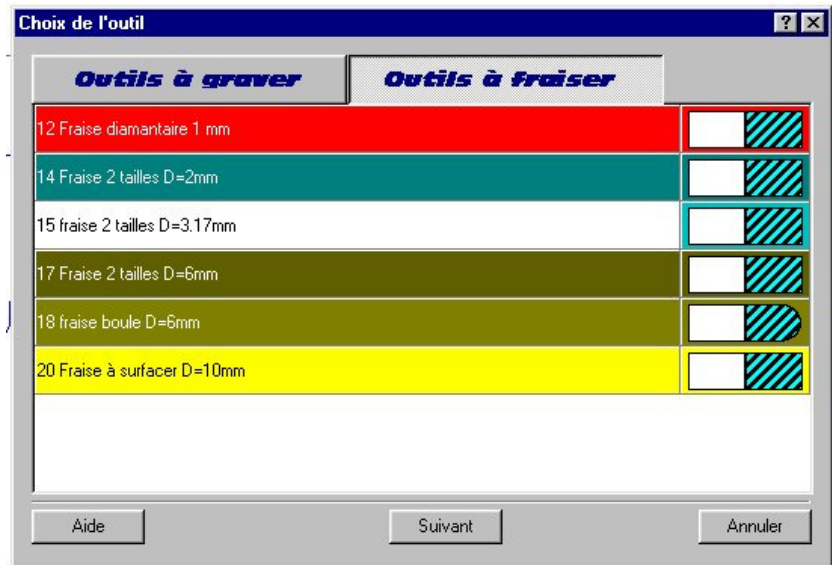 Choix de l'outil
Outils à graver
Outils à fraiser
12 Fraise diamantaire 1 mm
14 Fraise 2 tailles D=2mm
15 fraise 2 tailles D=3.17mm
17 Fraise 2 tailles D=6mm
18 fraise boule D=6mm
20 Fraise à surfacer D=10mm
Aide
Suivant
Annuler